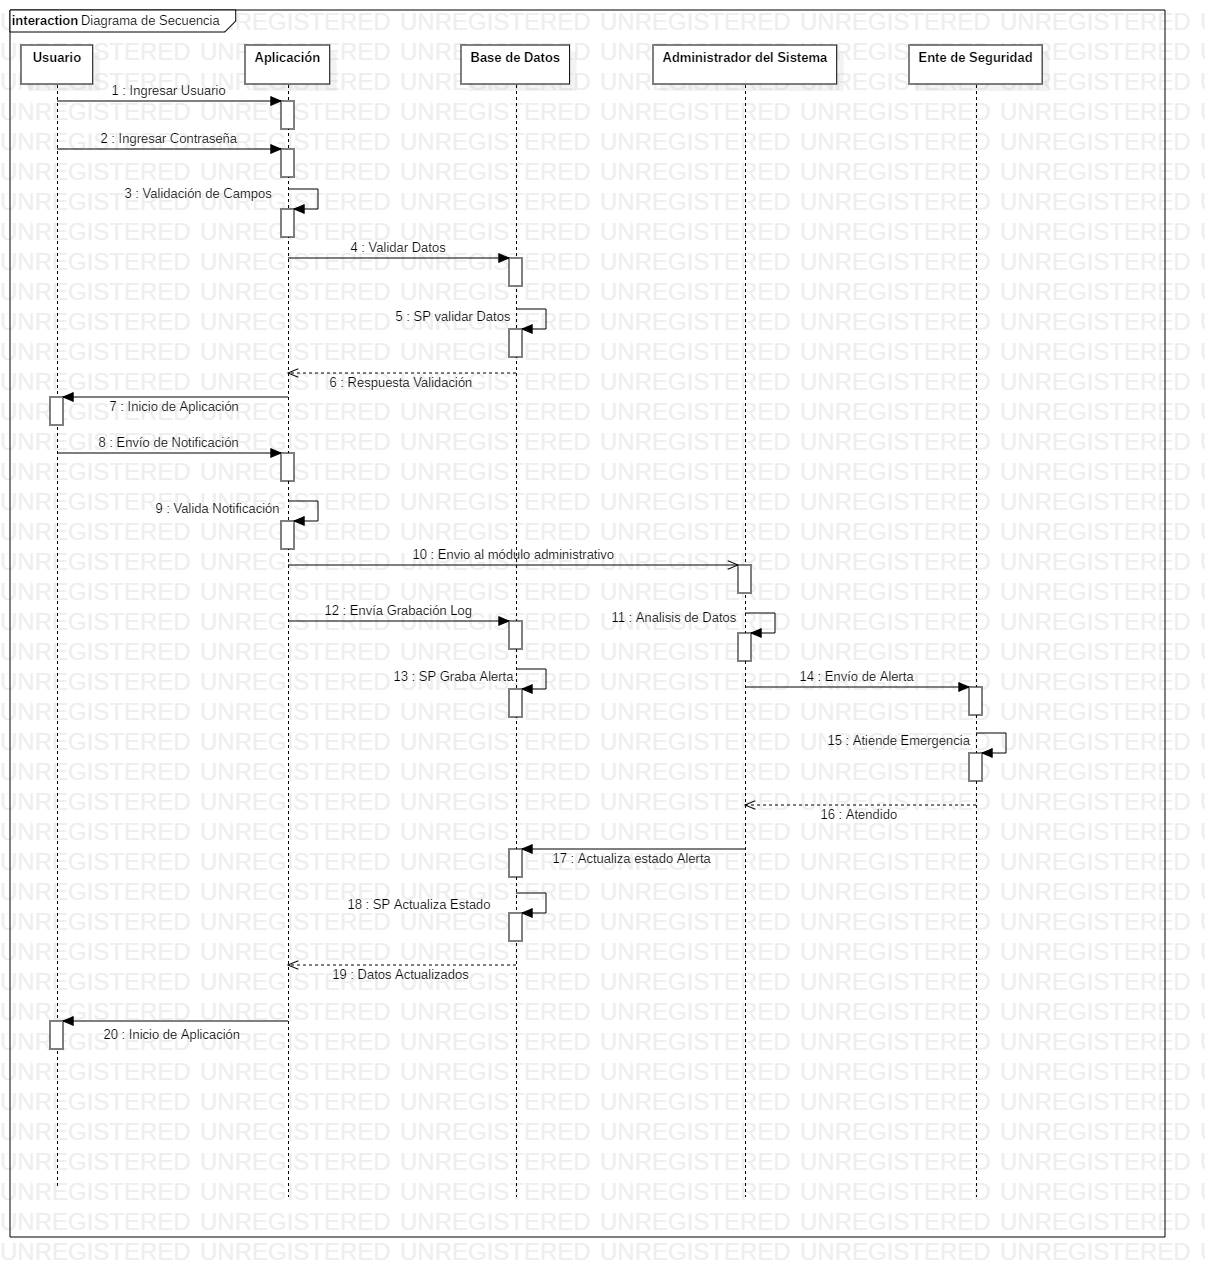 interaction Diagrama de Secuencia
Usuario
Aplicación
Base de Datos
Administrador del Sistema
Ente de Seguridad
1 : Ingresar Usuario
2 : Ingresar Contraseña
3 : Validación de Campos
4 : Validar Datos
5 : SP validar Datos
6 : Respuesta Validación
7 : Inicio de Aplicación
8 : Envío de Notificación
9 : Valida Notificación
10 : Envio al módulo administrativo
12 : Envía Grabación Log
11 : Analisis de Datos
13 : SP Graba Alerta
14 : Envío de Alerta
15 : Atiende Emergencia
16 : Atendido
17 : Actualiza estado Alerta
18 : SP Actualiza Estado
19 : Datos Actualizados
20 : Inicio de Aplicación
UNREGISTERED UNREGISTERED UNREGISTERED UNREGISTERED UNREGISTERED UNREGISTERED